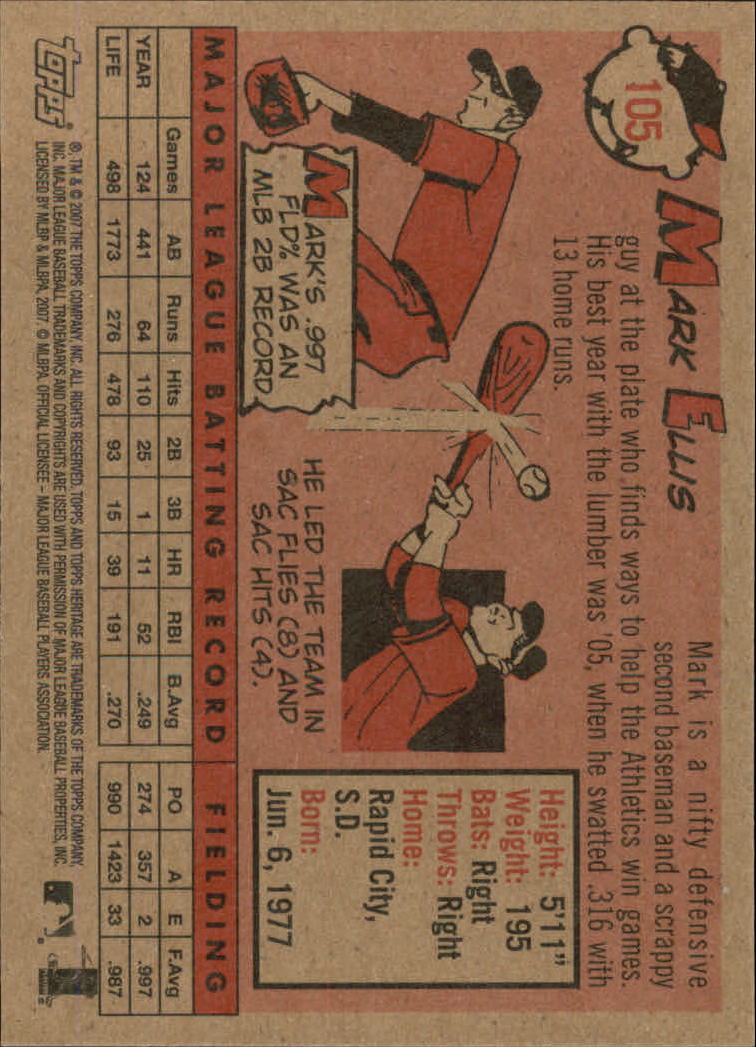 105
MARK ELLIS
Mark is a nifty defensive
second baseman and a scrappy
guy at the plate who finds ways to help the Athletics win games.
His best year with the lumber was '05, when he swatted .316 with
13 home runs.
MARK'S .997
FLD% WAS AN
MLB 2B RECORD
HE LED THE TEAM IN
SAC FLIES (8) AND
SAC HITS (4).
Height: 5'11"
Weight: 195
Bats: Right
Throws: Right
Home:
Rapid City,
S.D.
Born:
Jun. 6, 1977
MAJOR LEAGUE BATTING RECORD FIELDING
Games AB Runs Hits 2B 3B HR RBI B.Avg PO A E F.Avg
YEAR 124 441 64 110 25 1 11 52 .249 274 357 2 .997
LIFE 498 1773 276 478 93 15 39 191 .270 990 1423 33 .987
Topps
®, TM & © 2007 THE TOPPS COMPANY, INC. ALL RIGHTS RESERVED. TOPPS AND TOPPS HERITAGE ARE TRADEMARKS OF THE TOPPS COMPANY,
INC. MAJOR LEAGUE BASEBALL TRADEMARKS AND COPYRIGHTS ARE USED WITH PERMISSION OF MAJOR LEAGUE BASEBALL PROPERTIES, INC.
LICENSED BY MLBP & MLBPA, 2007. © MLBPA. OFFICIAL LICENSEE – MAJOR LEAGUE BASEBALL PLAYERS ASSOCIATION.